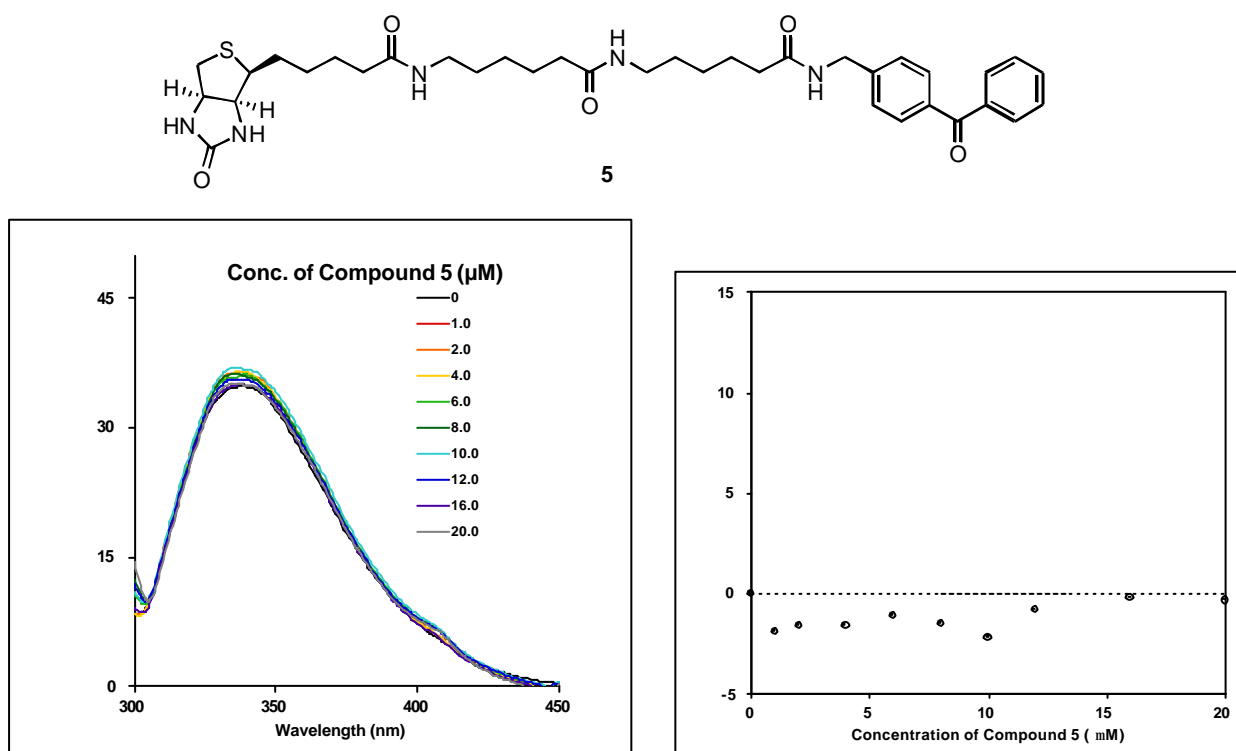 O
H
N
O
S
N
H
O
N
H
H
H
HN
NH
O
O
5
Conc. of Compound 5 (µM)
0
1.0
2.0
4.0
6.0
8.0
10.0
12.0
16.0
20.0
45
30
15
0
300
350
400
450
Wavelength (nm)
15
10
5
0
-5
0
5
10
15
20
Concentration of Compound 5 ( mM)